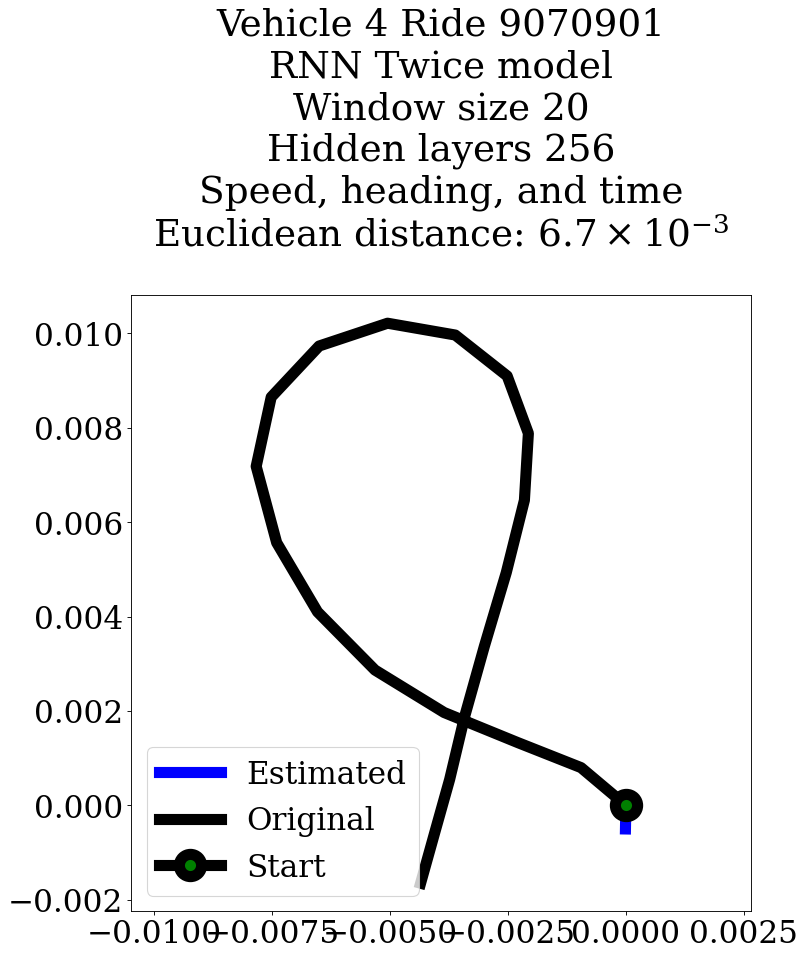 Vehicle 4 Ride 9070901
RNN Twice model
Window size 20
Hidden layers 256
Speed, heading, and time
Euclidean distance: 6.7 × 10⁻³
0.010
0.008
0.006
0.004
0.002
0.000
−0.002
Estimated
Original
Start
−0.0100 −0.0075 −0.0050 −0.0025 0.0000 0.0025